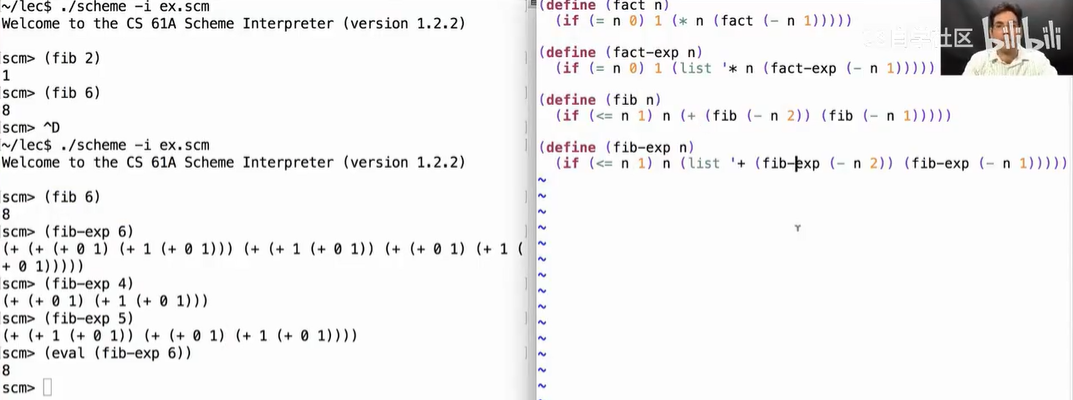 ~/lec$ ./scheme -i ex.scm
Welcome to the CS 61A Scheme Interpreter (version 1.2.2)
scm> (fib 2)
1
scm> (fib 6)
8
scm> ^D
~/lec$ ./scheme -i ex.scm
Welcome to the CS 61A Scheme Interpreter (version 1.2.2)
scm> (fib 6)
8
scm> (fib-exp 6)
(+ (+ (+ 0 1) (+ 1 (+ 0 1))) (+ (+ 1 (+ 0 1)) (+ (+ 0 1) (+ 1 (
+ 0 1)))))
scm> (fib-exp 4)
(+ (+ 0 1) (+ 1 (+ 0 1)))
scm> (fib-exp 5)
(+ (+ 1 (+ 0 1)) (+ (+ 0 1) (+ 1 (+ 0 1))))
scm> (eval (fib-exp 6))
8
scm>
(define (fact n)
(if (= n 0) 1 (* n (fact (- n 1)))))
(define (fact-exp n)
(if (= n 0) 1 (list '* n (fact-exp (- n 1)))))
(define (fib n)
(if (<= n 1) n (+ (fib (- n 2)) (fib (- n 1)))))
(define (fib-exp n)
(if (<= n 1) n (list '+ (fib-exp (- n 2)) (fib-exp (- n 1)))))
~
~
~
~
~
~
~
~
~
~
~
~
~
~
bilibili